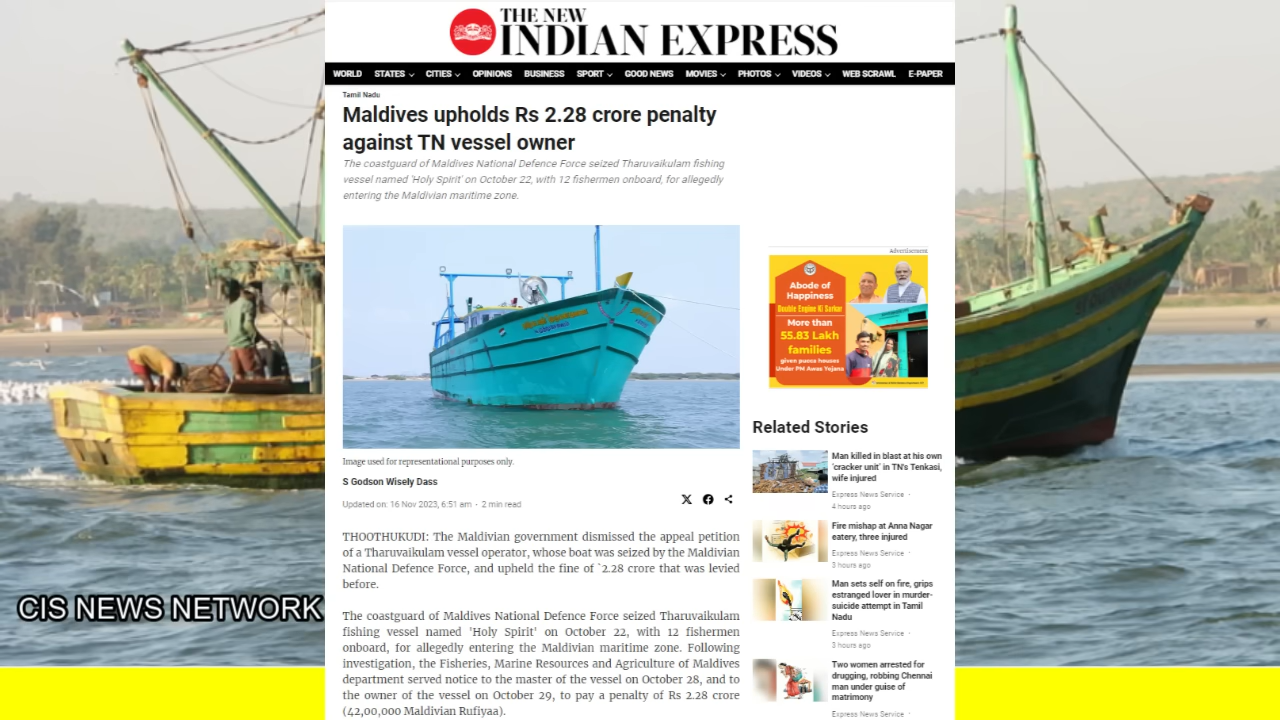 THE NEW
INDIAN EXPRESS
WORLD STATES CITIES OPINIONS BUSINESS SPORT GOOD NEWS MOVIES PHOTOS VIDEOS WEB SCRAWL E-PAPER
Tamil Nadu
Maldives upholds Rs 2.28 crore penalty
against TN vessel owner
The coastguard of Maldives National Defence Force seized Tharuvaikulam fishing
vessel named 'Holy Spirit' on October 22, with 12 fishermen onboard, for allegedly
entering the Maldivian maritime zone.
Image used for representational purposes only.
S Godson Wisely Dass
Updated on: 16 Nov 2023, 6:51 am · 2 min read
THOOTHUKUDI: The Maldivian government dismissed the appeal petition
of a Tharuvaikulam vessel operator, whose boat was seized by the Maldivian
National Defence Force, and upheld the fine of `2.28 crore that was levied
before.
The coastguard of Maldives National Defence Force seized Tharuvaikulam
fishing vessel named 'Holy Spirit' on October 22, with 12 fishermen
onboard, for allegedly entering the Maldivian maritime zone. Following
investigation, the Fisheries, Marine Resources and Agriculture of Maldives
department served notice to the master of the vessel on October 28, and to
the owner of the vessel on October 29, to pay a penalty of Rs 2.28 crore
(42,00,000 Maldivian Rufiyaa).
Advertisement
Abode of
Happiness
Double Engine Ki Sarkar
More than
55.83 Lakh
families
given pucca houses
Under PM Awas Yojana
Related Stories
Man killed in blast at his own
'cracker unit' in TN's Tenkasi,
wife injured
Express News Service ·
4 hours ago
Fire mishap at Anna Nagar
eatery, three injured
Express News Service ·
3 hours ago
Man sets self on fire, grips
estranged lover in murder-
suicide attempt in Tamil
Nadu
Express News Service ·
3 hours ago
Two women arrested for
drugging, robbing Chennai
man under guise of
matrimony
Express News Service ·
CIS NEWS NETWORK